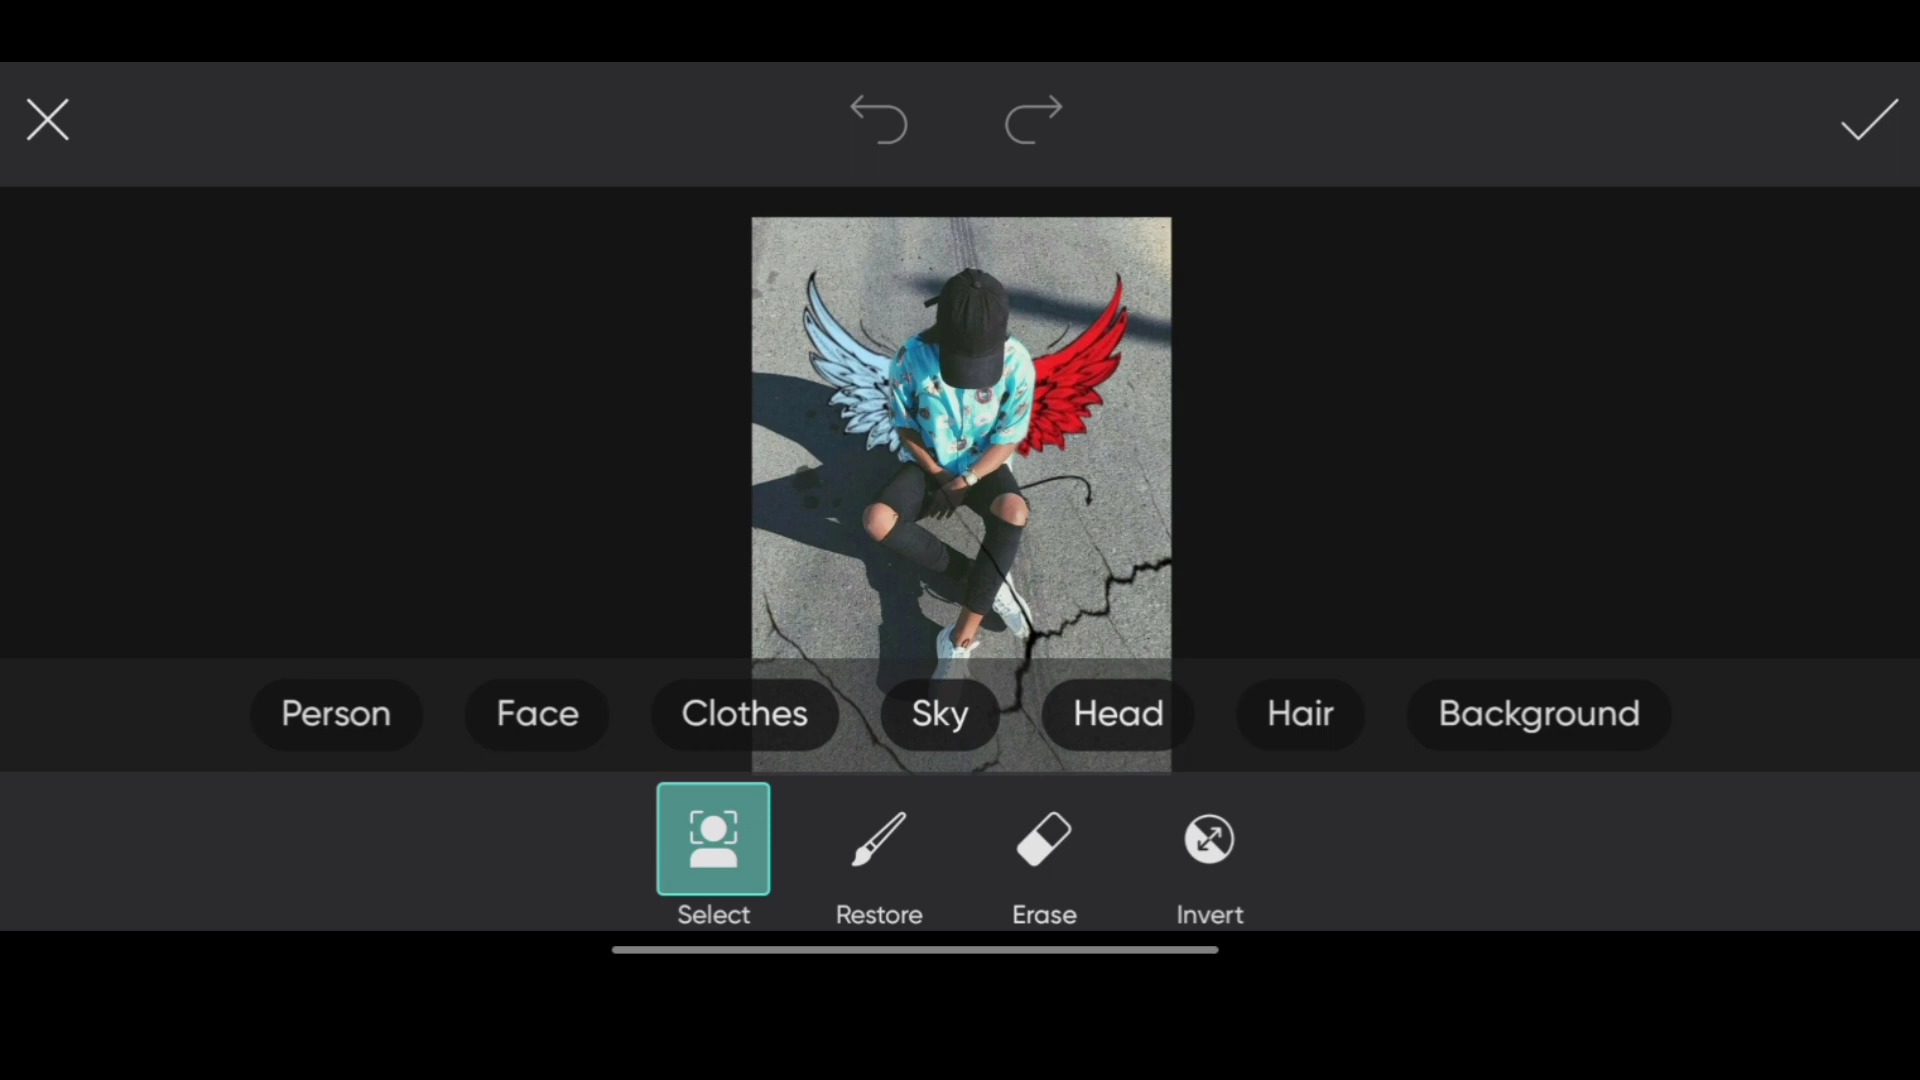 Person Face Clothes Sky Head Hair Background
Select Restore Erase Invert